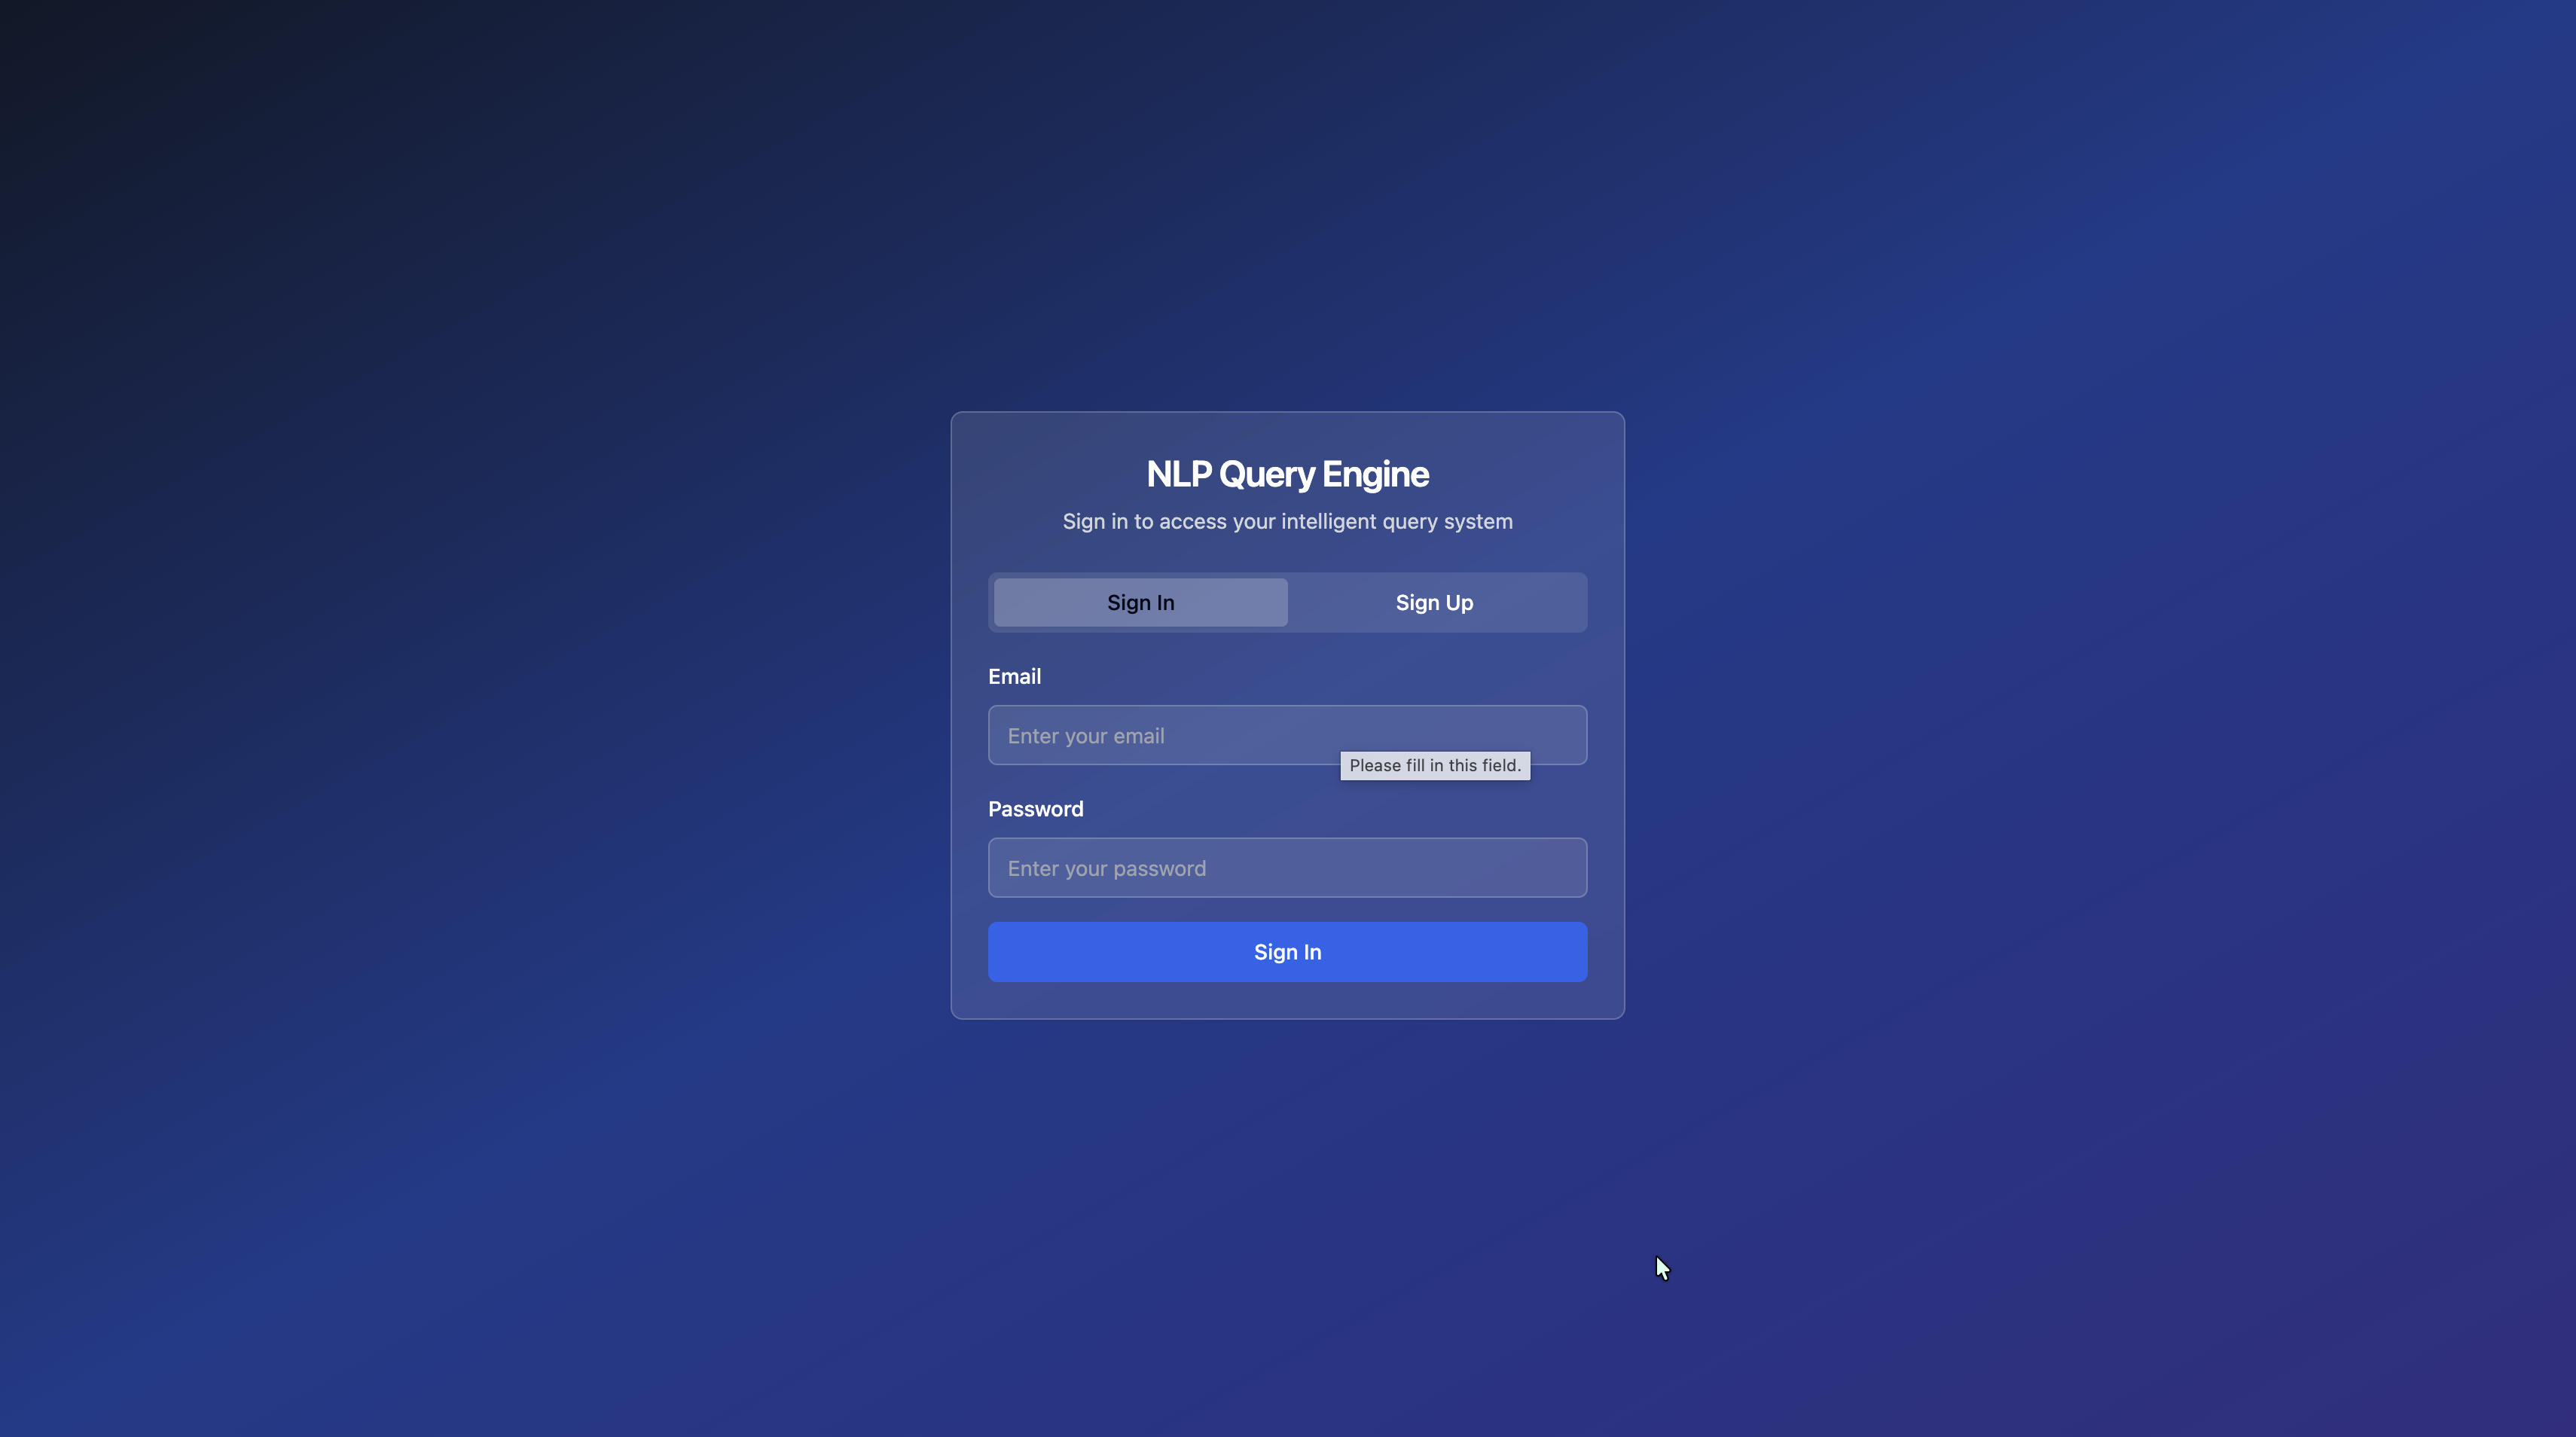 NLP Query Engine
Sign in to access your intelligent query system
Sign In
Sign Up
Email
Enter your email
Please fill in this field.
Password
Enter your password
Sign In